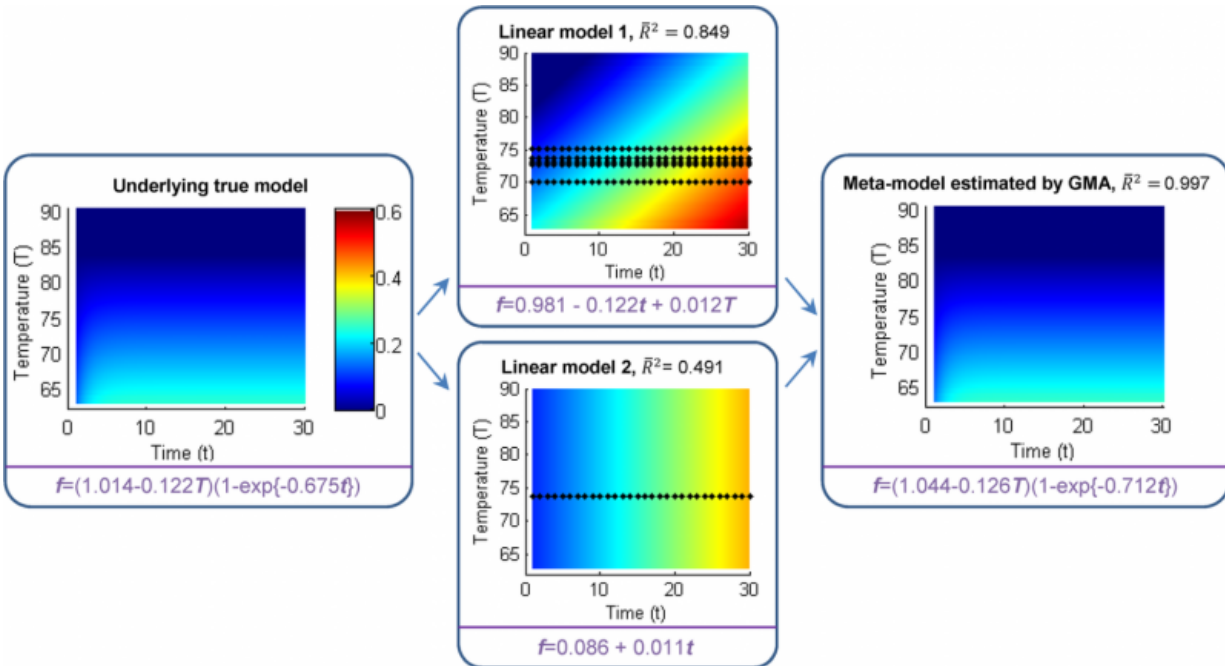 Underlying true model
Temperature (T)
90
85
80
75
70
65
0
10
20
30
Time (t)
0.6
0.4
0.2
0
f=(1.014-0.122T)(1-exp{-0.675t})
Linear model 1, R̄² = 0.849
Temperature (T)
90
85
80
75
70
65
0
10
20
30
Time (t)
f=0.981 - 0.122t + 0.012T
Linear model 2, R̄²= 0.491
Temperature (T)
90
85
80
75
70
65
0
10
20
30
Time (t)
f=0.086 + 0.011t
Meta-model estimated by GMA, R̄² = 0.997
Temperature (T)
90
85
80
75
70
65
0
10
20
30
Time (t)
f=(1.044-0.126T)(1-exp{-0.712t})